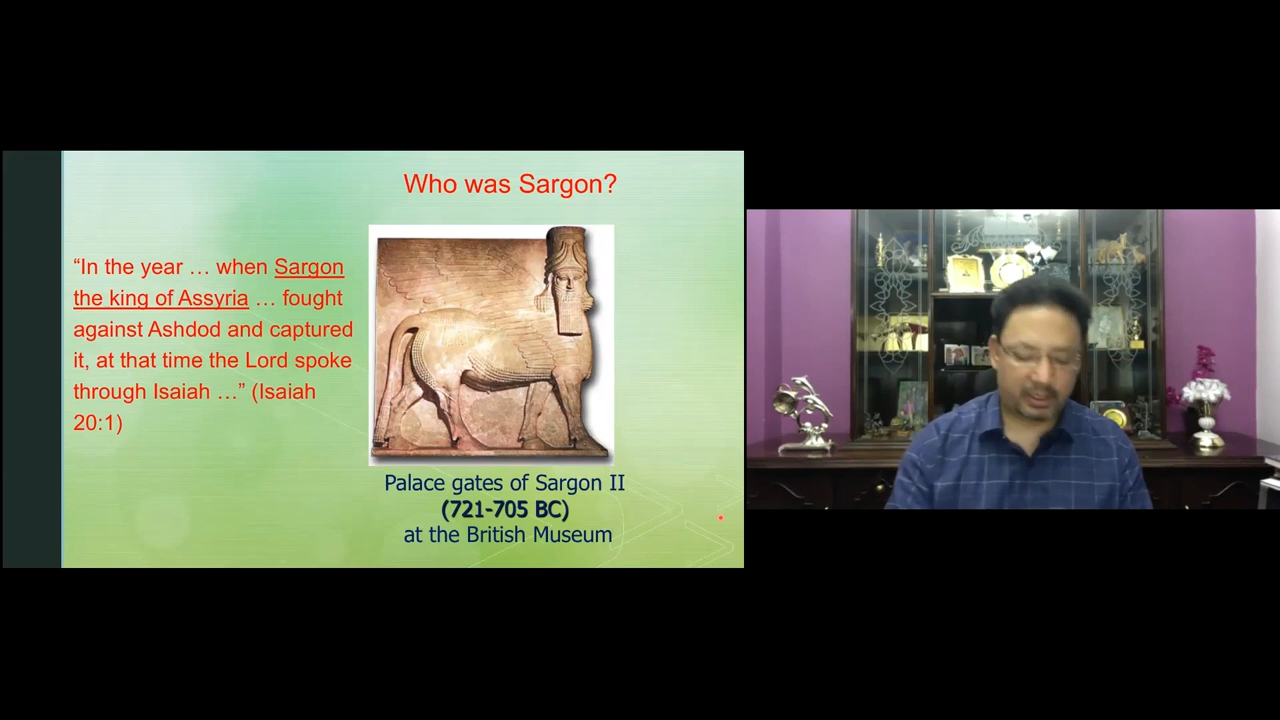 Who was Sargon?
“In the year … when Sargon
the king of Assyria … fought
against Ashdod and captured
it, at that time the Lord spoke
through Isaiah …” (Isaiah
20:1)
Palace gates of Sargon II
(721-705 BC)
at the British Museum